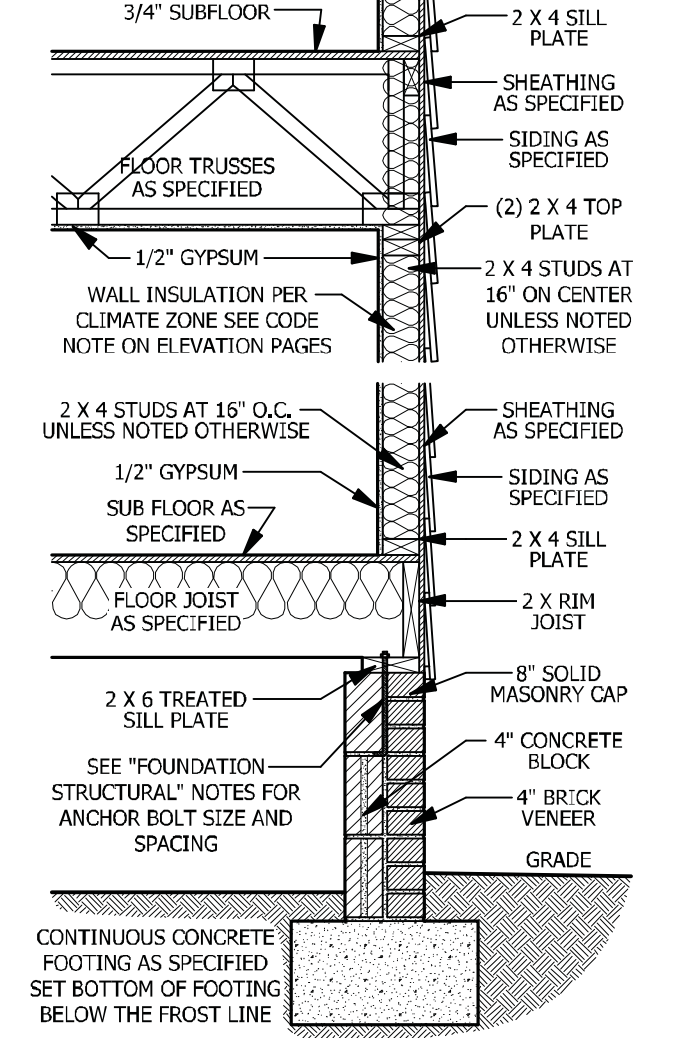 3/4" SUBFLOOR
2 X 4 SILL
PLATE
SHEATHING
AS SPECIFIED
SIDING AS
SPECIFIED
FLOOR TRUSSES
AS SPECIFIED
(2) 2 X 4 TOP
PLATE
1/2" GYPSUM
2 X 4 STUDS AT
16" ON CENTER
UNLESS NOTED
OTHERWISE
WALL INSULATION PER
CLIMATE ZONE SEE CODE
NOTE ON ELEVATION PAGES
2 X 4 STUDS AT 16" O.C.
UNLESS NOTED OTHERWISE
SHEATHING
AS SPECIFIED
1/2" GYPSUM
SIDING AS
SPECIFIED
SUB FLOOR AS
SPECIFIED
2 X 4 SILL
PLATE
FLOOR JOIST
AS SPECIFIED
2 X RIM
JOIST
8" SOLID
MASONRY CAP
2 X 6 TREATED
SILL PLATE
4" CONCRETE
BLOCK
SEE "FOUNDATION
STRUCTURAL" NOTES FOR
ANCHOR BOLT SIZE AND
SPACING
4" BRICK
VENEER
GRADE
CONTINUOUS CONCRETE
FOOTING AS SPECIFIED
SET BOTTOM OF FOOTING
BELOW THE FROST LINE